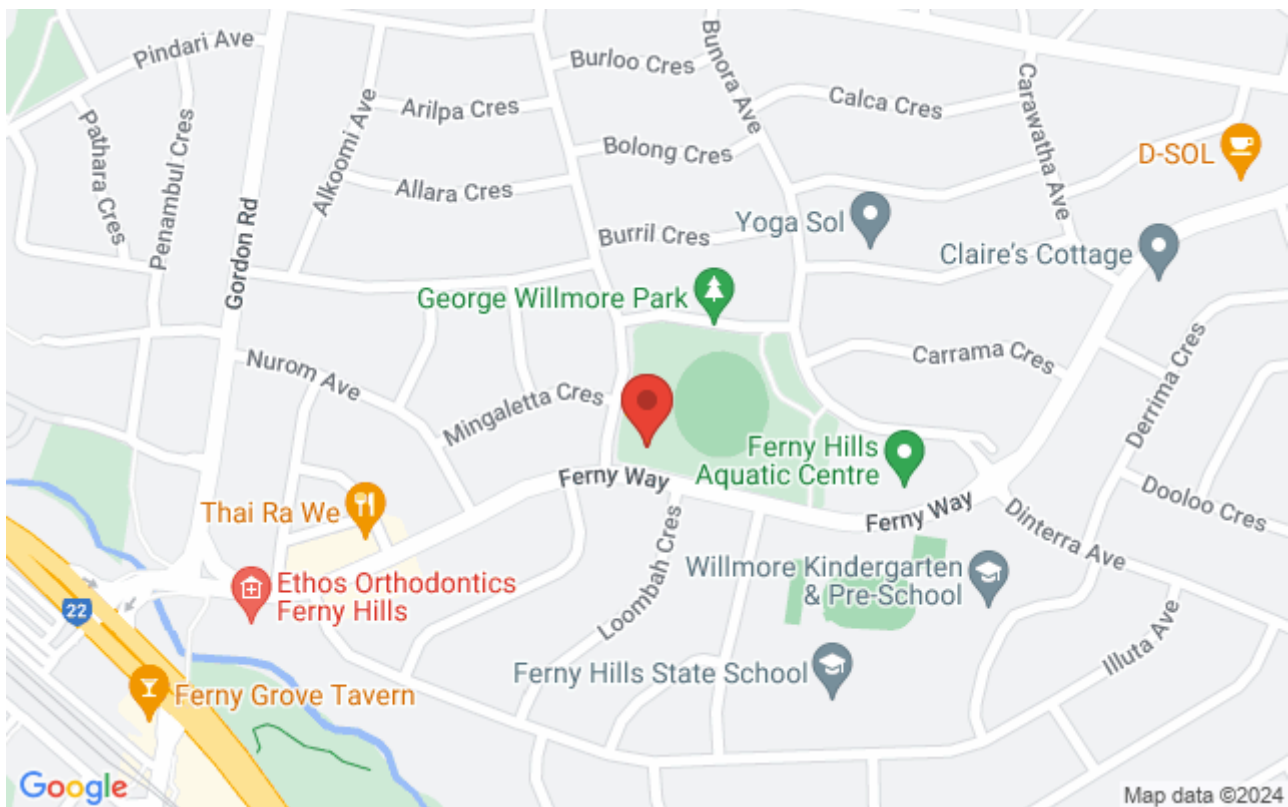 Pindari Ave
Burloo Cres
Bunora Ave
Carawatha Ave
Calca Cres
Arilpa Cres
Alkoomi Ave
Pathara Cres
Penambul Cres
Bolong Cres
D-SOL
Allara Cres
Gordon Rd
Burril Cres
Yoga Sol
Claire's Cottage
George Willmore Park
Nurom Ave
Carrama Cres
Derrima Cres
Mingaletta Cres
Ferny Hills
Aquatic Centre
Ferny Way
Dooloo Cres
Thai Ra We
Ferny Way
Dinterra Ave
Ethos Orthodontics
Ferny Hills
Loombah Cres
Willmore Kindergarten
& Pre-School
22
Illuta Ave
Ferny Hills State School
Ferny Grove Tavern
Google
Map data ©2024